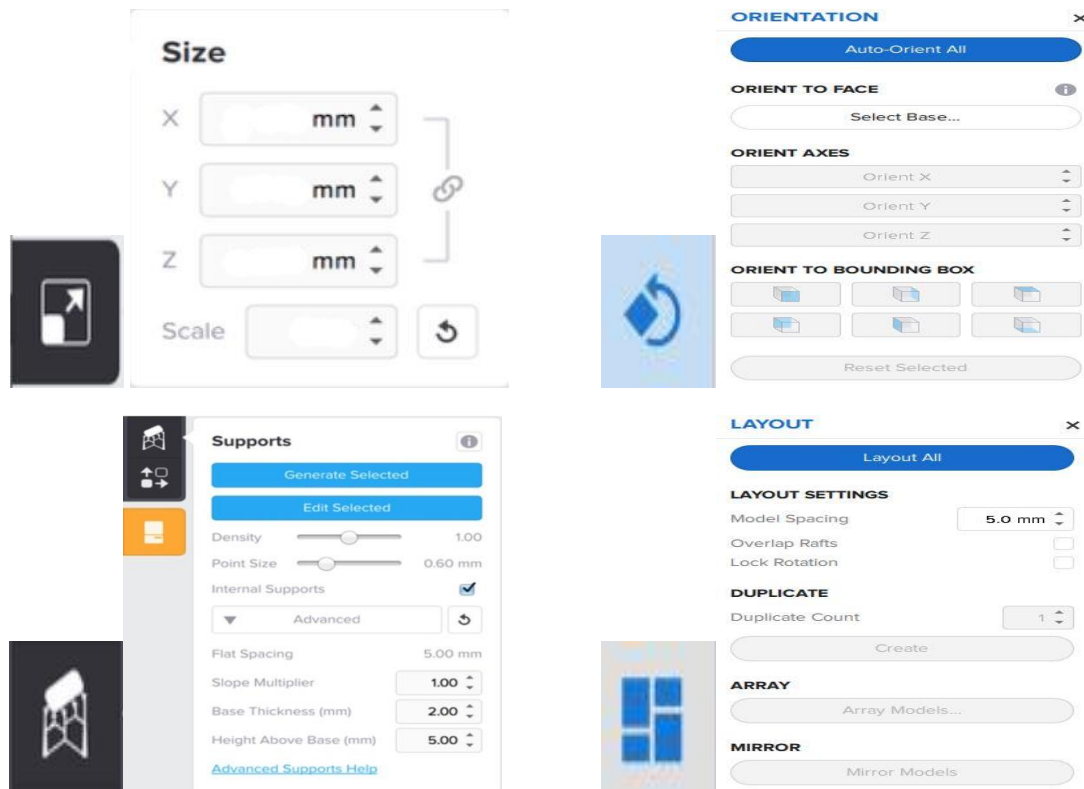 Size
X mm
Y mm
Z mm
Scale
ORIENTATION ×
Auto-Orient All
ORIENT TO FACE
Select Base...
ORIENT AXES
Orient X
Orient Y
Orient Z
ORIENT TO BOUNDING BOX
Reset Selected
Supports
Generate Selected
Edit Selected
Density 1.00
Point Size 0.60 mm
Internal Supports
Advanced
Flat Spacing 5.00 mm
Slope Multiplier 1.00
Base Thickness (mm) 2.00
Height Above Base (mm) 5.00
Advanced Supports Help
LAYOUT ×
Layout All
LAYOUT SETTINGS
Model Spacing 5.0 mm
Overlap Rafts
Lock Rotation
DUPLICATE
Duplicate Count 1
Create
ARRAY
Array Models...
MIRROR
Mirror Models